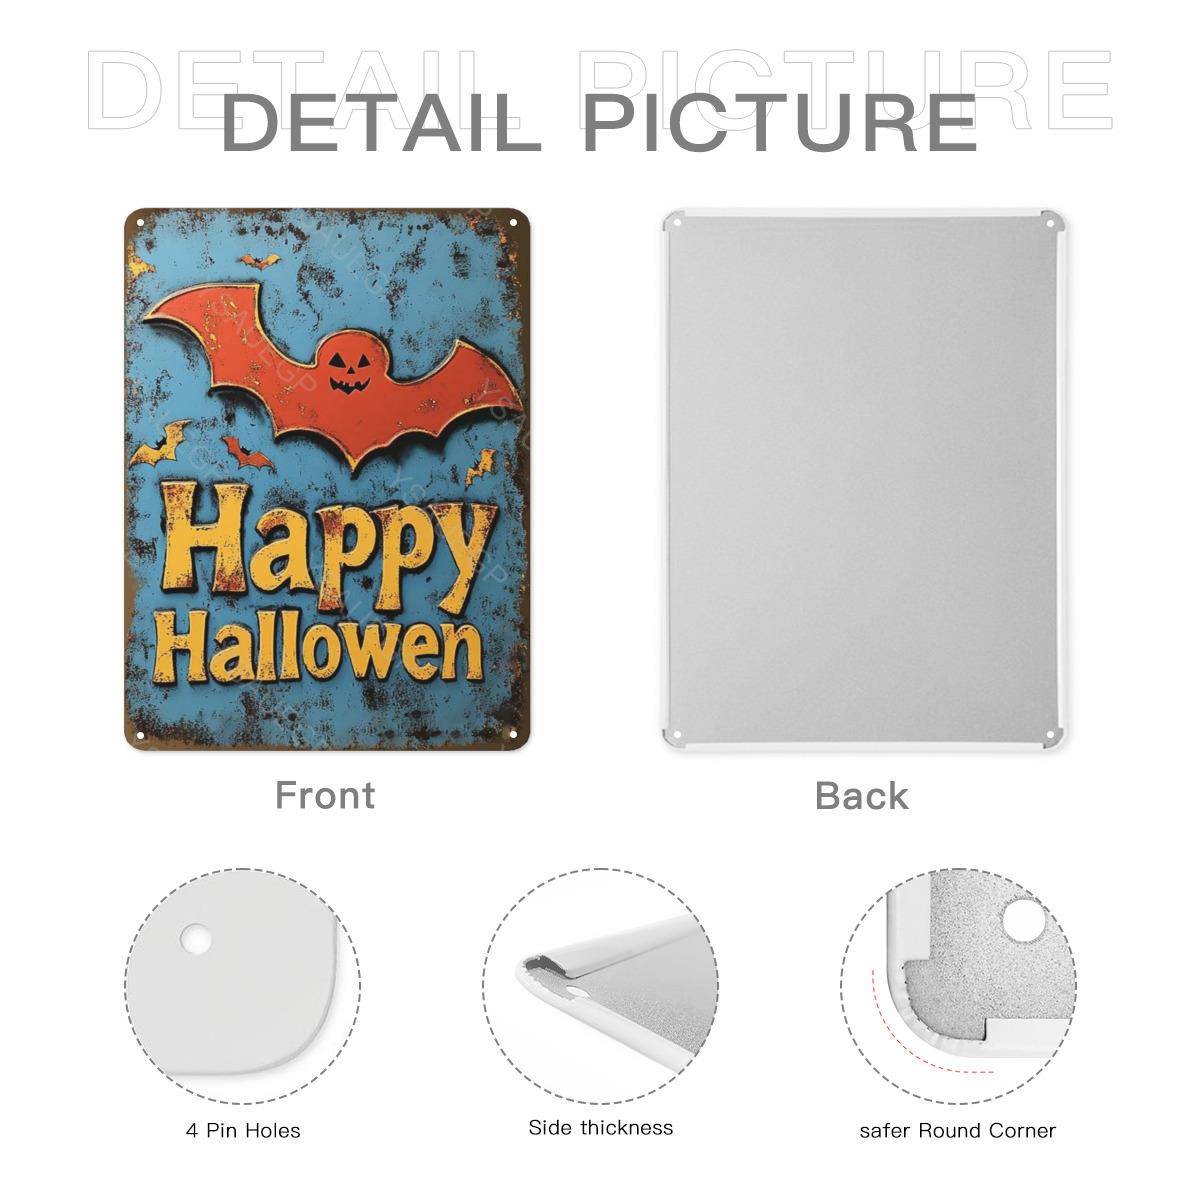 DETAIL PICTURE
DETAIL PICTURE
Happy
Hallowen
Front
Back
4 Pin Holes
Side thickness
safer Round Corner